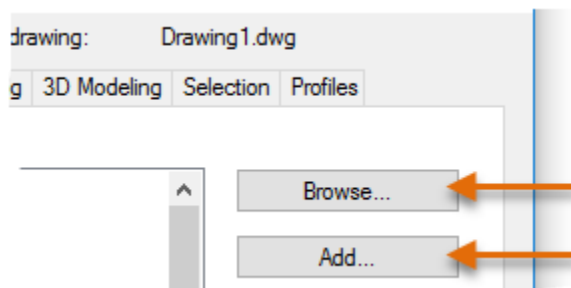 drawing: Drawing1.dwg
g 3D Modeling Selection Profiles
Browse...
Add...